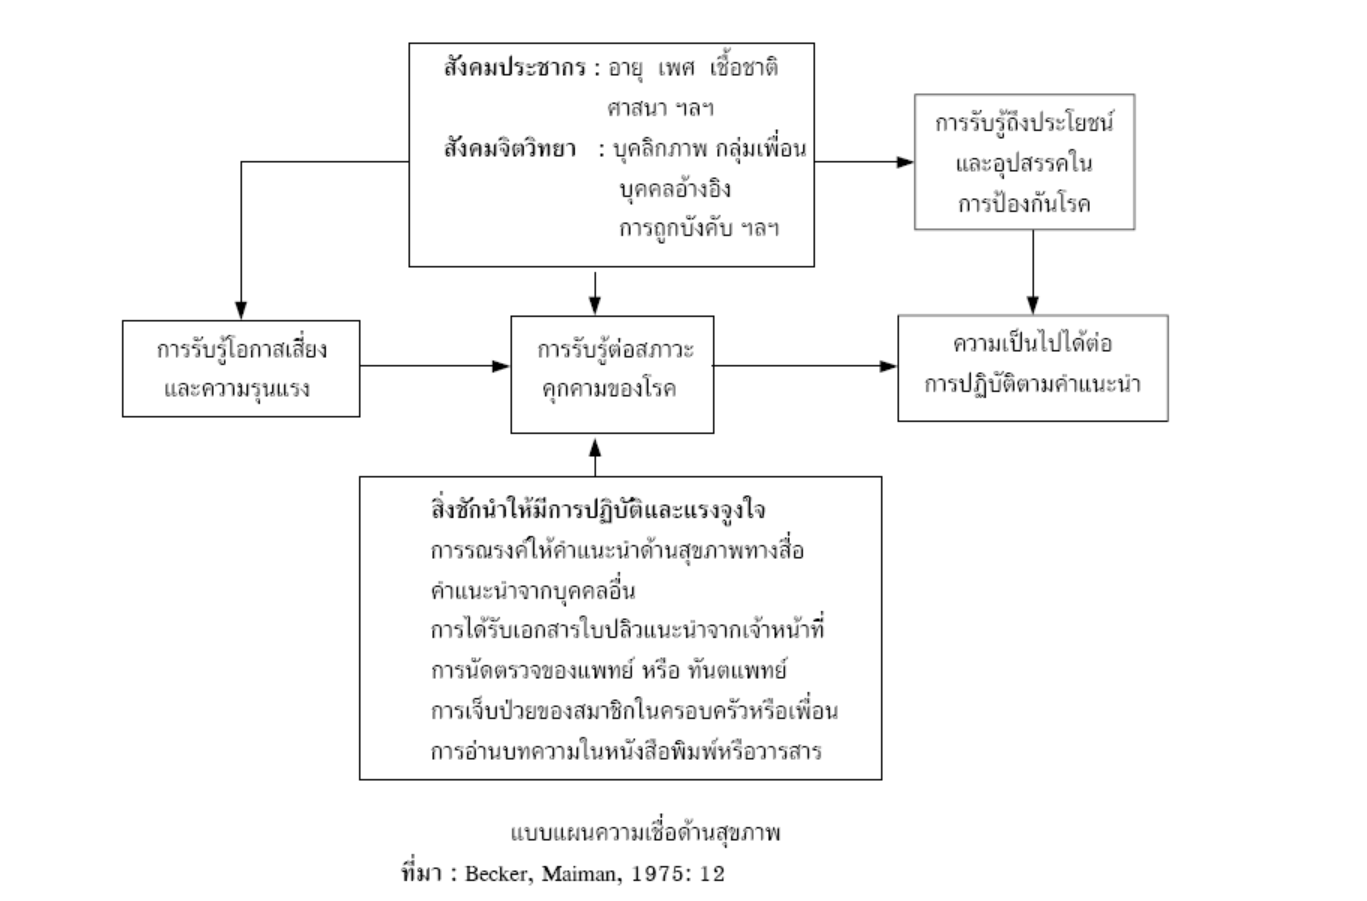 สังคมประชากร : อายุ เพศ เชื้อชาติ
ศาสนา ฯลฯ
สังคมจิตวิทยา : บุคลิกภาพ กลุ่มเพื่อน
บุคคลอ้างอิง
การถูกบังคับ ฯลฯ
การรับรู้ถึงประโยชน์
และอุปสรรคใน
การป้องกันโรค
การรับรู้โอกาสเสี่ยง
และความรุนแรง
การรับรู้ต่อสภาวะ
คุกคามของโรค
ความเป็นไปได้ต่อ
การปฏิบัติตามคำแนะนำ
สิ่งชักนำให้มีการปฏิบัติและแรงจูงใจ
การรณรงค์ให้คำแนะนำด้านสุขภาพทางสื่อ
คำแนะนำจากบุคคลอื่น
การได้รับเอกสารใบปลิวแนะนำจากเจ้าหน้าที่
การนัดตรวจของแพทย์ หรือ ทันตแพทย์
การเจ็บป่วยของสมาชิกในครอบครัวหรือเพื่อน
การอ่านบทความในหนังสือพิมพ์หรือวารสาร
แบบแผนความเชื่อด้านสุขภาพ
ที่มา : Becker, Maiman, 1975: 12